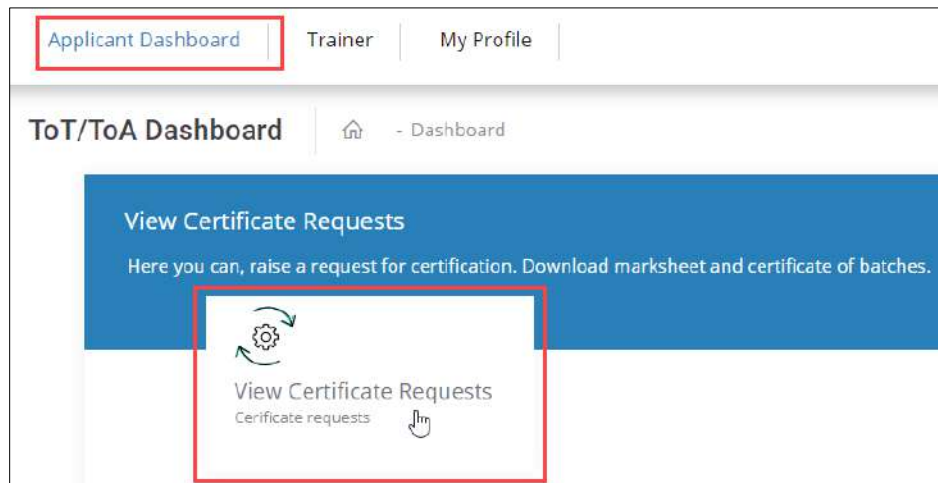 Applicant Dashboard Trainer My Profile
ToT/ToA Dashboard - Dashboard
View Certificate Requests
Here you can, raise a request for certification. Download marksheet and certificate of batches.
View Certificate Requests
Cerificate requests